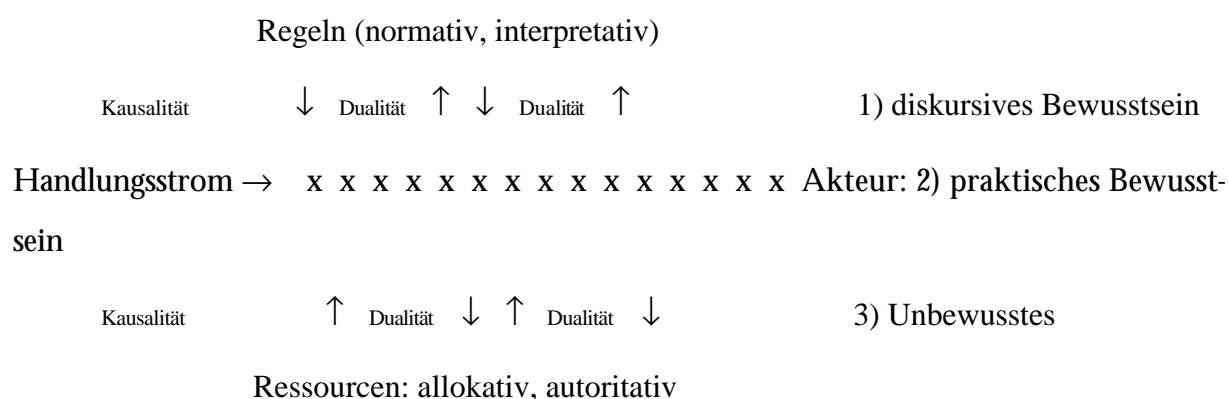 Regeln (normativ, interpretativ)
Kausalität ↓ Dualität ↑ ↓ Dualität ↑ 1) diskursives Bewusstsein
Handlungsstrom → x x x x x x x x x x x x x x x Akteur: 2) praktisches Bewusst-
sein
Kausalität ↑ Dualität ↓ ↑ Dualität ↓ 3) Unbewusstes
Ressourcen: allokativ, autoritativ